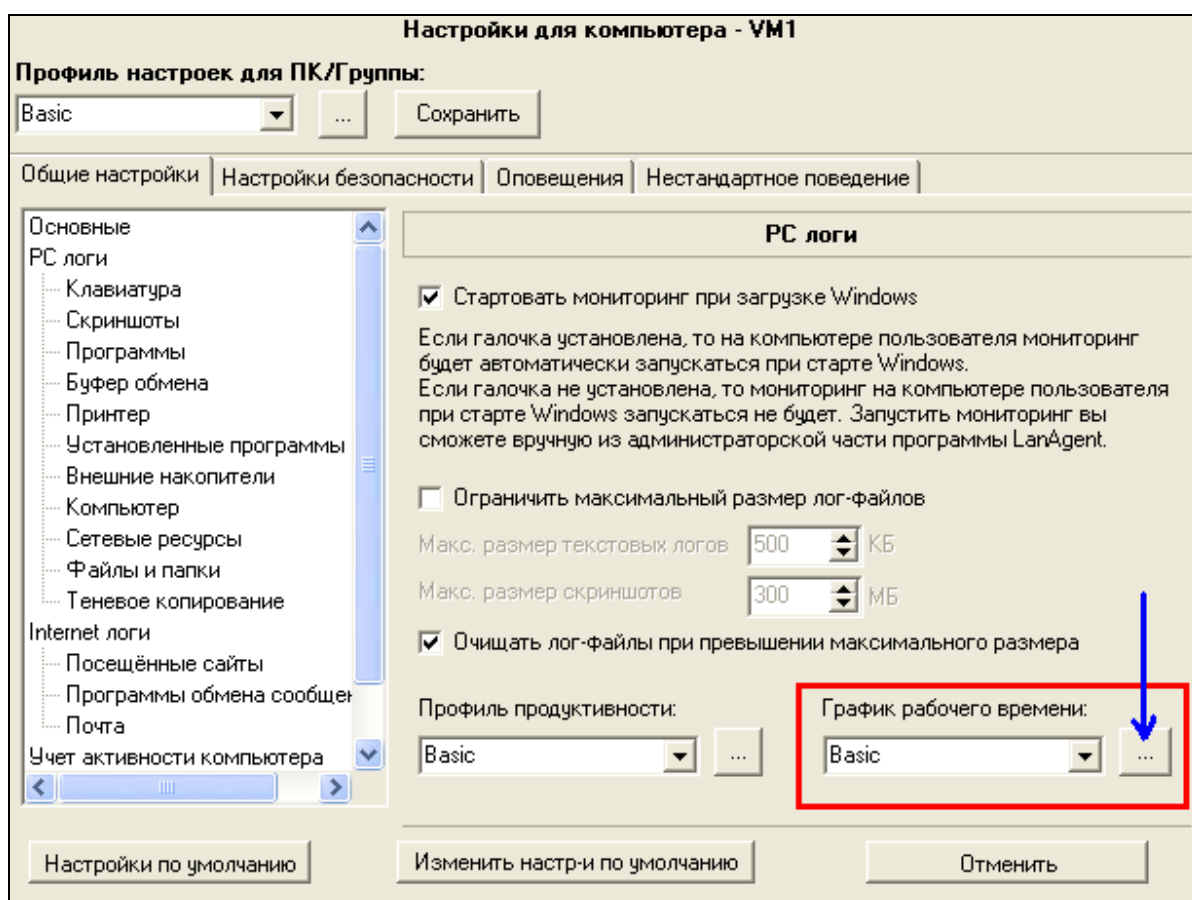 Настройки для компьютера - VM1
Профиль настроек для ПК/Группы:
Basic
...
Сохранить
Общие настройки
Настройки безопасности
Оповещения
Нестандартное поведение
Основные
PC логи
Клавиатура
Скриншоты
Программы
Буфер обмена
Принтер
Установленные программы
Внешние накопители
Компьютер
Сетевые ресурсы
Файлы и папки
Теневое копирование
Internet логи
Посещённые сайты
Программы обмена сообщен
Почта
Учет активности компьютера
PC логи
Стартовать мониторинг при загрузке Windows
Если галочка установлена, то на компьютере пользователя мониторинг
будет автоматически запускаться при старте Windows.
Если галочка не установлена, то мониторинг на компьютере пользователя
при старте Windows запускаться не будет. Запустить мониторинг вы
сможете вручную из администраторской части программы LanAgent.
Ограничить максимальный размер лог-файлов
Макс. размер текстовых логов 500 КБ
Макс. размер скриншотов 300 МБ
Очищать лог-файлы при превышении максимального размера
Профиль продуктивности:
Basic
...
График рабочего времени:
Basic
...
Настройки по умолчанию
Изменить настр-и по умолчанию
Отменить